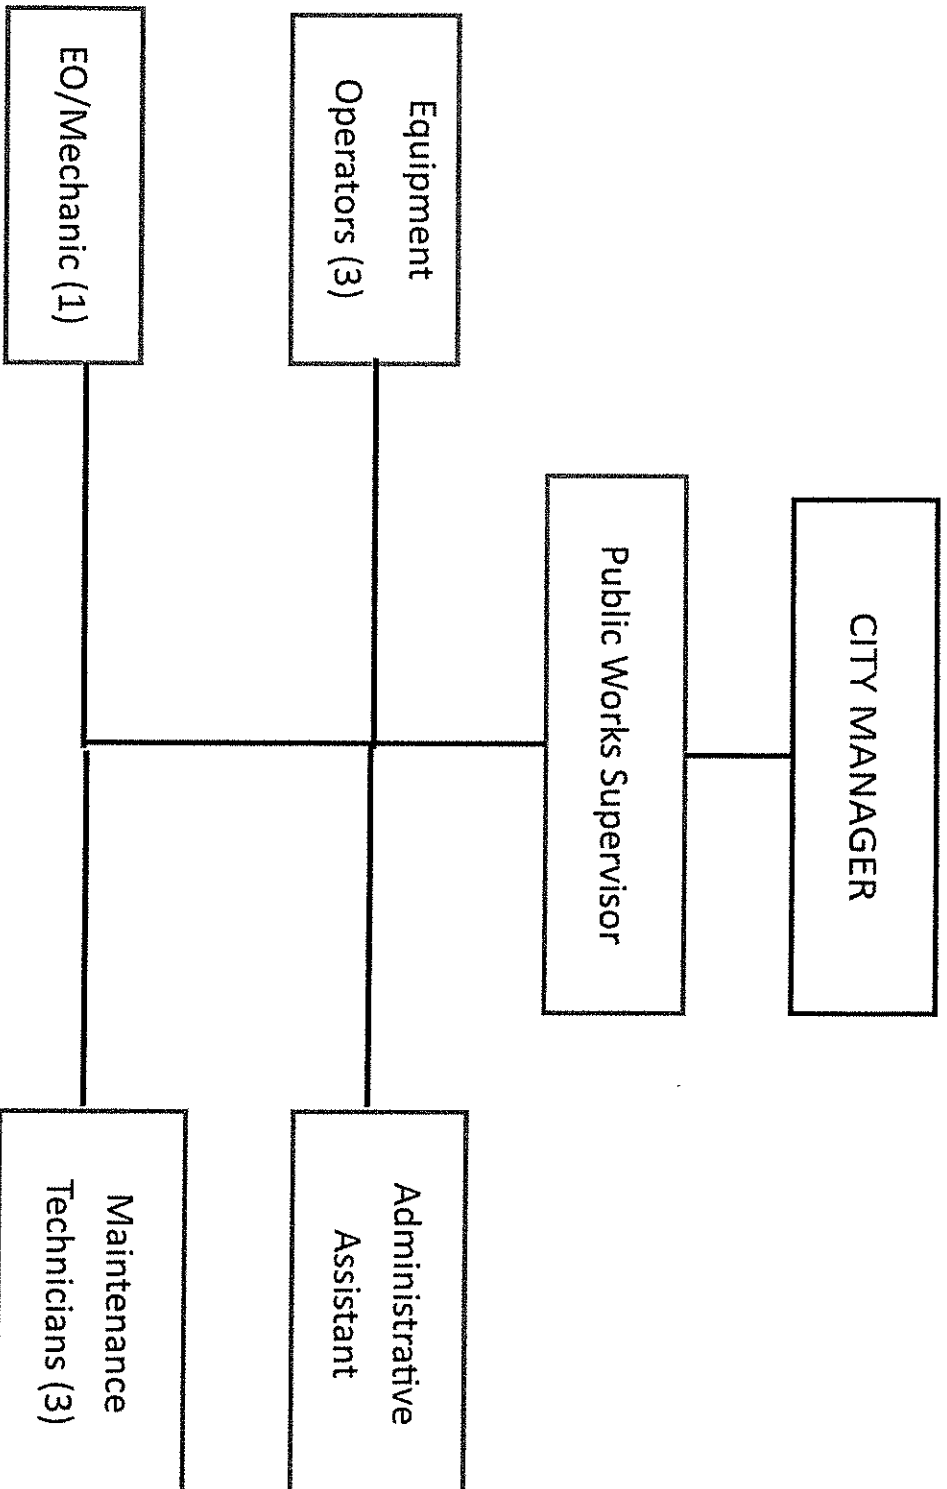 CITY MANAGER
Public Works Supervisor
Equipment
Operators (3)
Administrative
Assistant
EO/Mechanic (1)
Maintenance
Technicians (3)